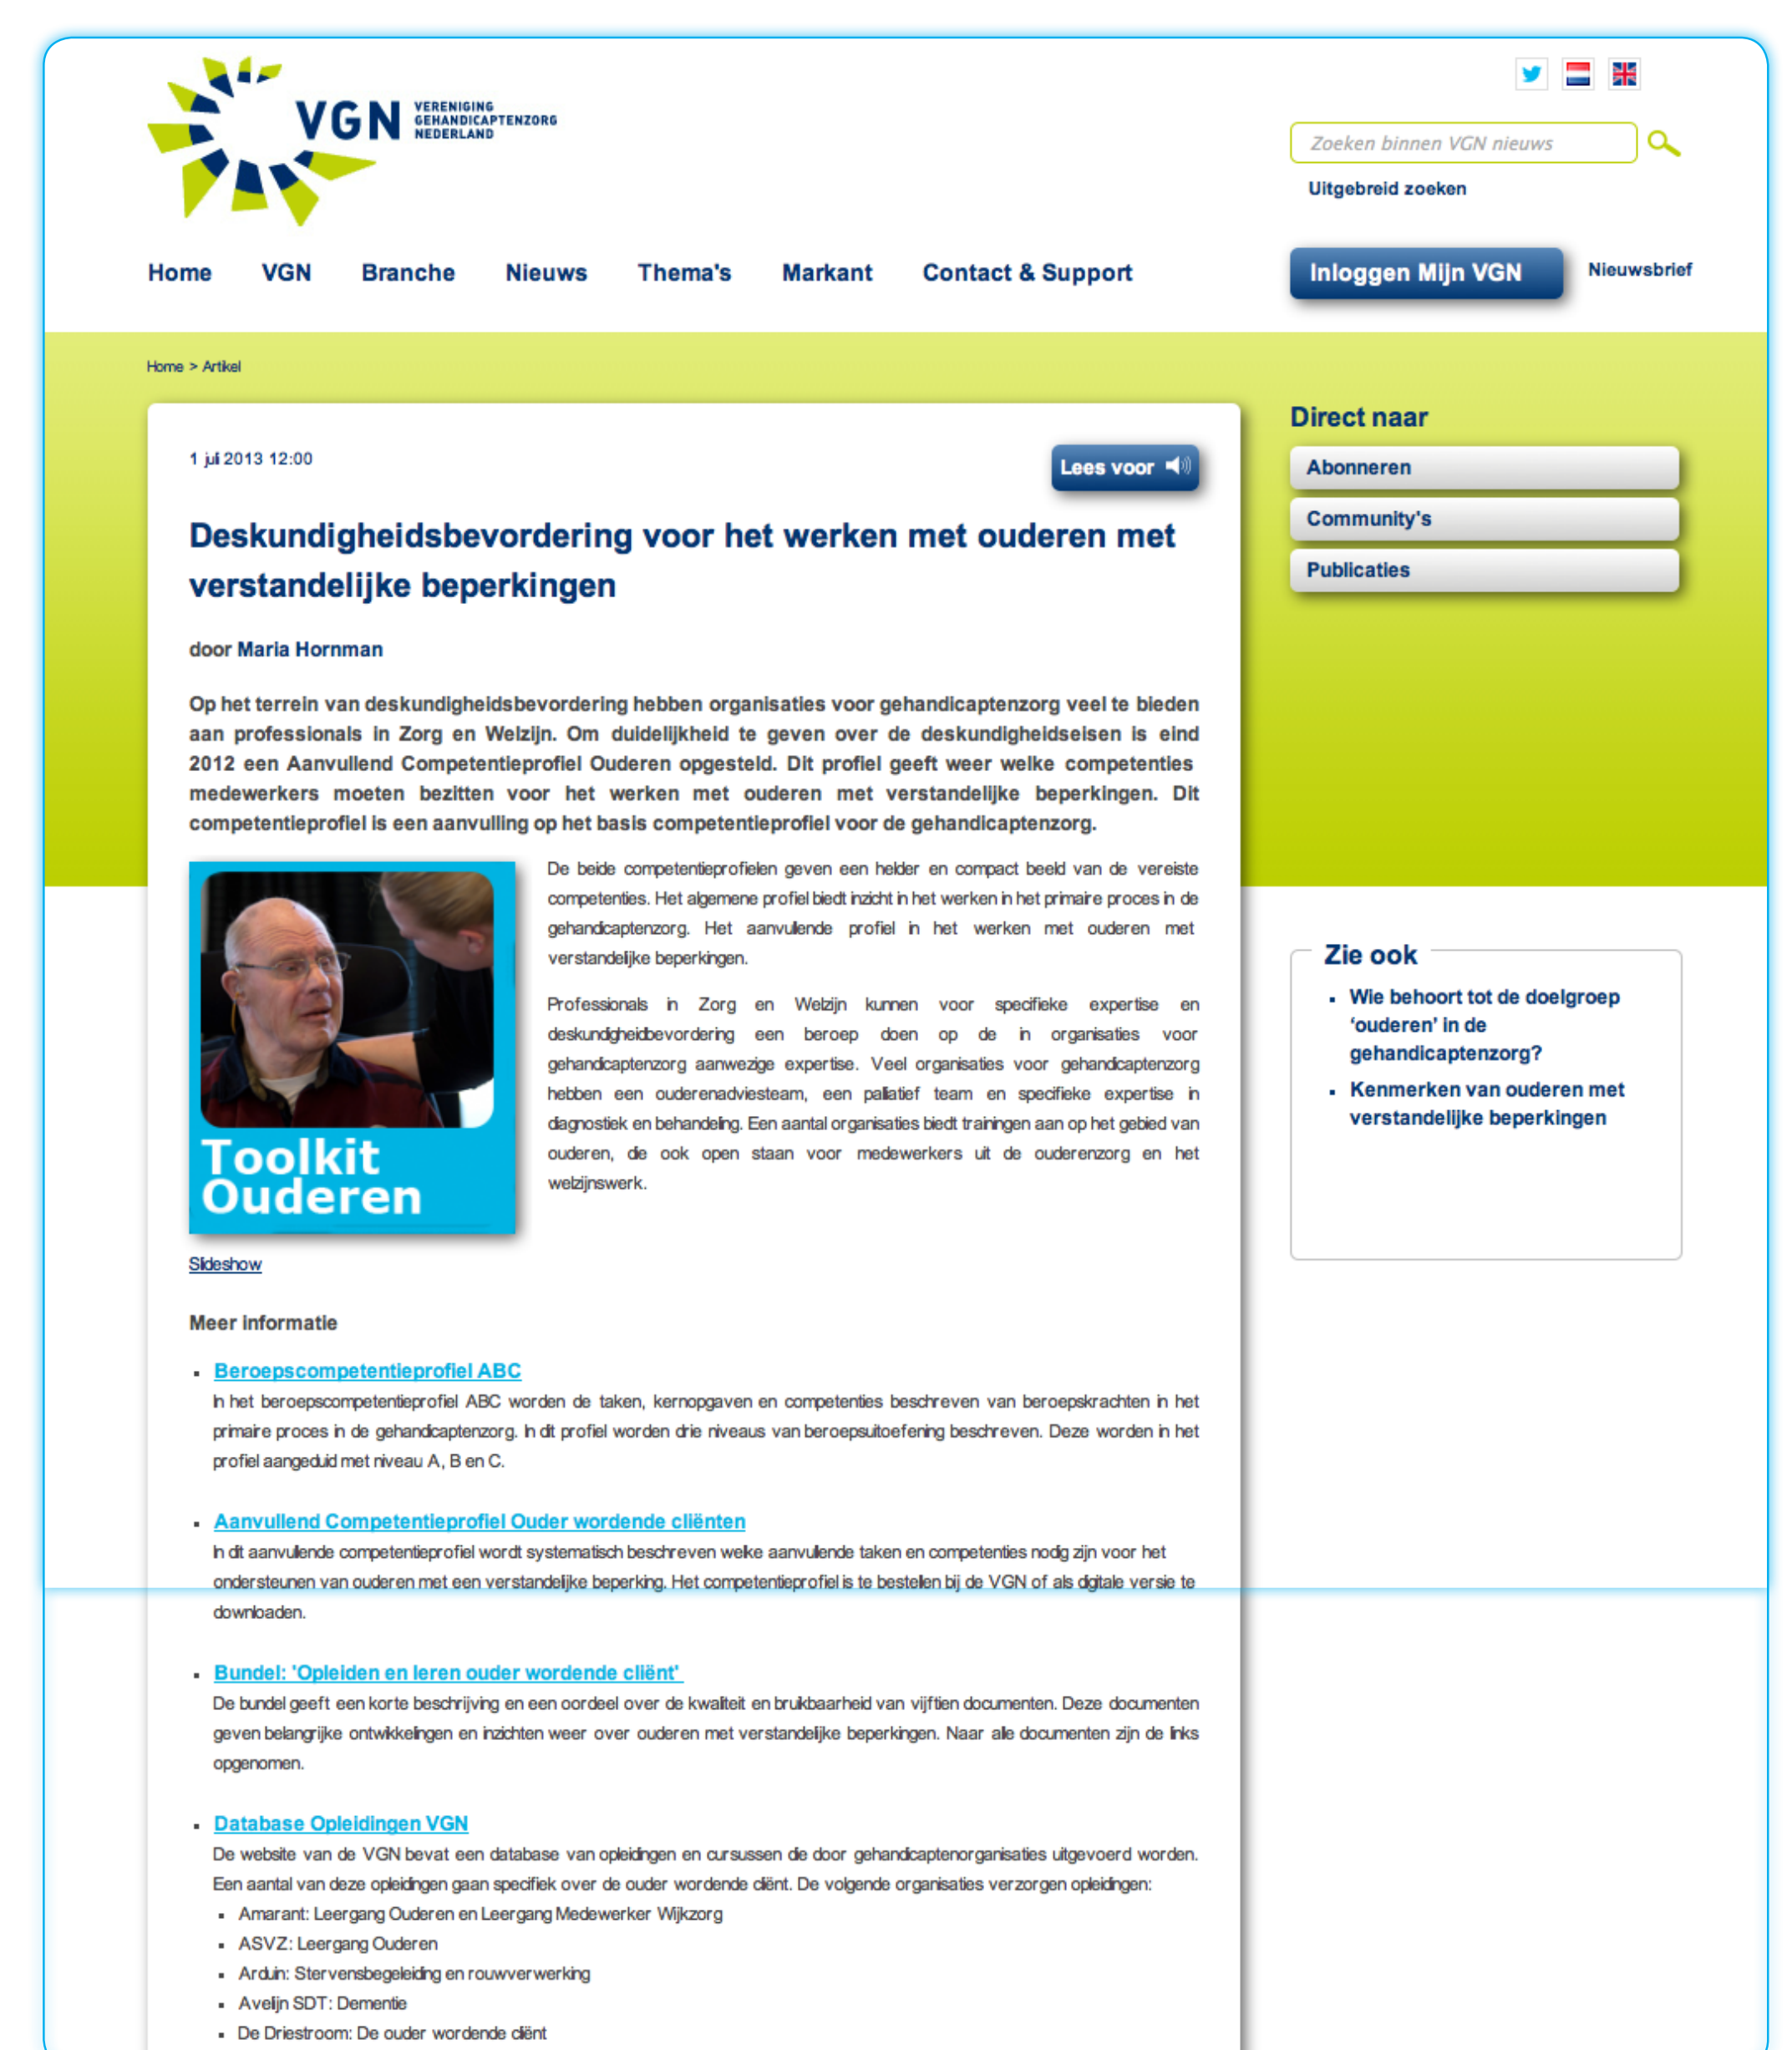 VGN
VERENIGING
GEHANDICAPTENZORG
NEDERLAND
Zoeken binnen VGN nieuws
Uitgebreid zoeken
Home VGN Branche Nieuws Thema's Markant Contact & Support
Inloggen Mijn VGN
Nieuwsbrief
Home > Artikel
1 juli 2013 12:00
Lees voor
Deskundigheidsbevordering voor het werken met ouderen met
verstandelijke beperkingen
door Maria Hornman
Op het terrein van deskundigheidsbevordering hebben organisaties voor gehandicaptenzorg veel te bieden
aan professionals in Zorg en Welzijn. Om duidelijkheid te geven over de deskundigheidseisen is eind
2012 een Aanvullend Competentieprofiel Ouderen opgesteld. Dit profiel geeft weer welke competenties
medewerkers moeten bezitten voor het werken met ouderen met verstandelijke beperkingen. Dit
competentieprofiel is een aanvulling op het basis competentieprofiel voor de gehandicaptenzorg.
De beide competentieprofielen geven een helder en compact beeld van de vereiste
competenties. Het algemene profiel biedt inzicht in het werken in het primaire proces in de
gehandicaptenzorg. Het aanvullende profiel in het werken met ouderen met
verstandelijke beperkingen.
Professionals in Zorg en Welzijn kunnen voor specifieke expertise en
deskundigheidbevordering een beroep doen op de in organisaties voor
gehandicaptenzorg aanwezige expertise. Veel organisaties voor gehandicaptenzorg
hebben een ouderenadviesteam, een palliatief team en specifieke expertise in
diagnostiek en behandeling. Een aantal organisaties biedt trainingen aan op het gebied van
ouderen, die ook open staan voor medewerkers uit de ouderenzorg en het
welzijnswerk.
Toolkit
Ouderen
Slideshow
Meer informatie
Beroepscompetentieprofiel ABC
In het beroepscompetentieprofiel ABC worden de taken, kernopgaven en competenties beschreven van beroepskrachten in het
primaire proces in de gehandicaptenzorg. In dit profiel worden drie niveaus van beroepsuitoefening beschreven. Deze worden in het
profiel aangeduid met niveau A, B en C.
Aanvullend Competentieprofiel Ouder wordende cliënten
In dit aanvullende competentieprofiel wordt systematisch beschreven welke aanvullende taken en competenties nodig zijn voor het
ondersteunen van ouderen met een verstandelijke beperking. Het competentieprofiel is te bestellen bij de VGN of als digitale versie te
downloaden.
Bundel: 'Opleiden en leren ouder wordende cliënt'
De bundel geeft een korte beschrijving en een oordeel over de kwaliteit en bruikbaarheid van vijftien documenten. Deze documenten
geven belangrijke ontwikkelingen en inzichten weer over ouderen met verstandelijke beperkingen. Naar alle documenten zijn de links
opgenomen.
Database Opleidingen VGN
De website van de VGN bevat een database van opleidingen en cursussen die door gehandicaptenorganisaties uitgevoerd worden.
Een aantal van deze opleidingen gaan specifiek over de ouder wordende cliënt. De volgende organisaties verzorgen opleidingen:
Amarant: Leergang Ouderen en Leergang Medewerker Wijkzorg
ASVZ: Leergang Ouderen
Arduin: Stervensbegeleiding en rouwverwerking
Avelijn SDT: Dementie
De Driestroom: De ouder wordende cliënt
Direct naar
Abonneren
Community's
Publicaties
Zie ook
Wie behoort tot de doelgroep
‘ouderen’ in de
gehandicaptenzorg?
Kenmerken van ouderen met
verstandelijke beperkingen